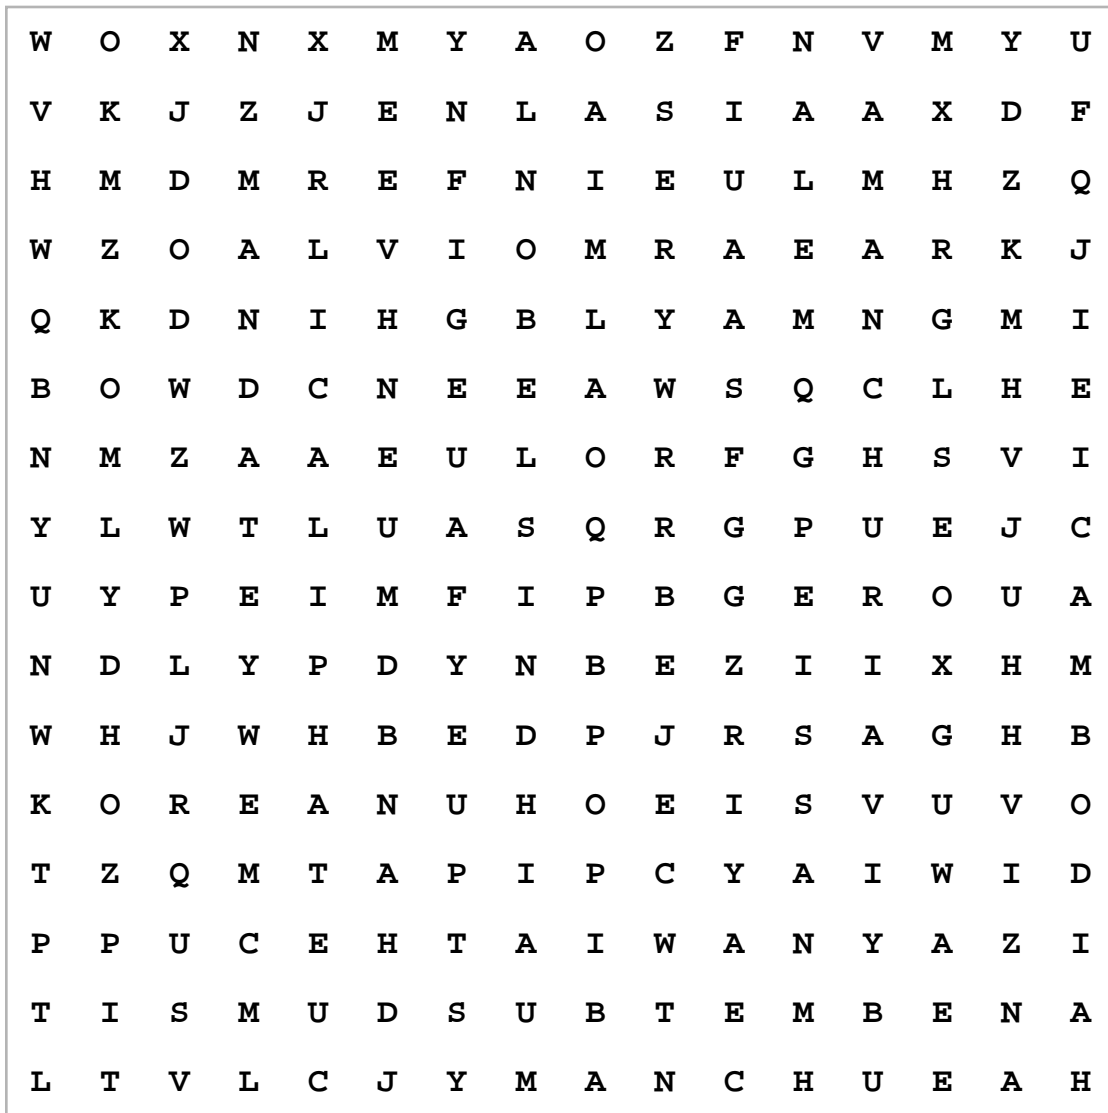 W O X N X M Y A O Z F N V M Y U
V K J Z J E N L A S I A A X D F
H M D M R E F N I E U L M H Z Q
W Z O A L V I O M R A E A R K J
Q K D N I H G B L Y A M N G M I
B O W D C N E E A W S Q C L H E
N M Z A A E U L O R F G H S V I
Y L W T L U A S Q R G P U E J C
U Y P E I M F I P B G E R O U A
N D L Y P D Y N B E Z I I X H M
W H J W H B E D P J R S A G H B
K O R E A N U H O E I S V U V O
T Z Q M T A P I P C Y A I W I D
P P U C E H T A I W A N Y A Z I
T I S M U D S U B T E M B E N A
L T V L C J Y M A N C H U E A H